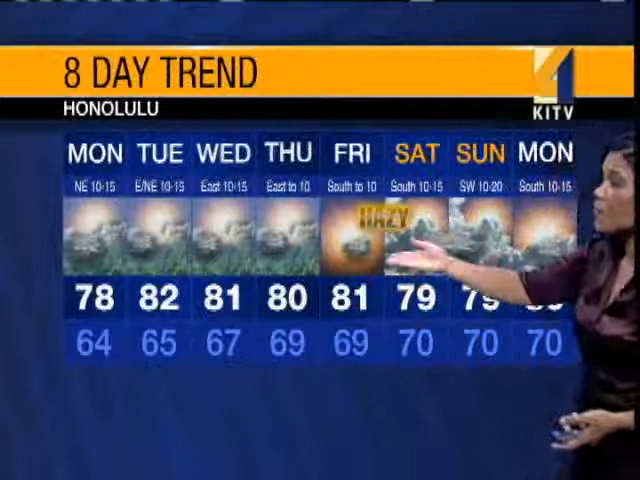 8 DAY TREND
HONOLULU
4
KITV
MON TUE WED THU FRI SAT SUN MON
NE 10-15 E/NE 10-15 East 10-15 East to 10 South to 10 South 10-15 SW 10-20 South 10-15
HAZY
78 82 81 80 81 79 79
64 65 67 69 69 70 70 70